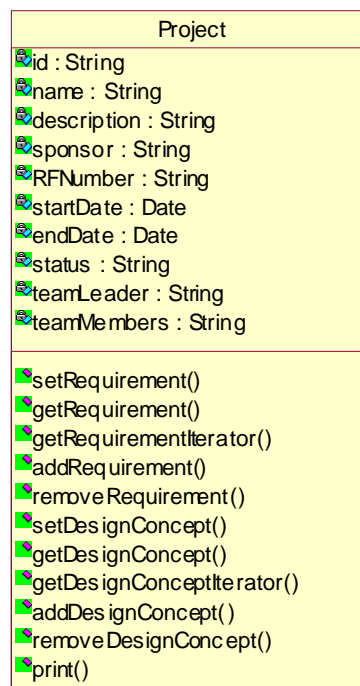 Project
id : String
name : String
description : String
sponsor : String
RFNumber : String
startDate : Date
endDate : Date
status : String
teamLeader : String
teamMembers : String
setRequirement()
getRequirement()
getRequirementIterator()
addRequirement()
removeRequirement()
setDesignConcept()
getDesignConcept()
getDesignConceptIterator()
addDesignConcept()
removeDesignConcept()
print()